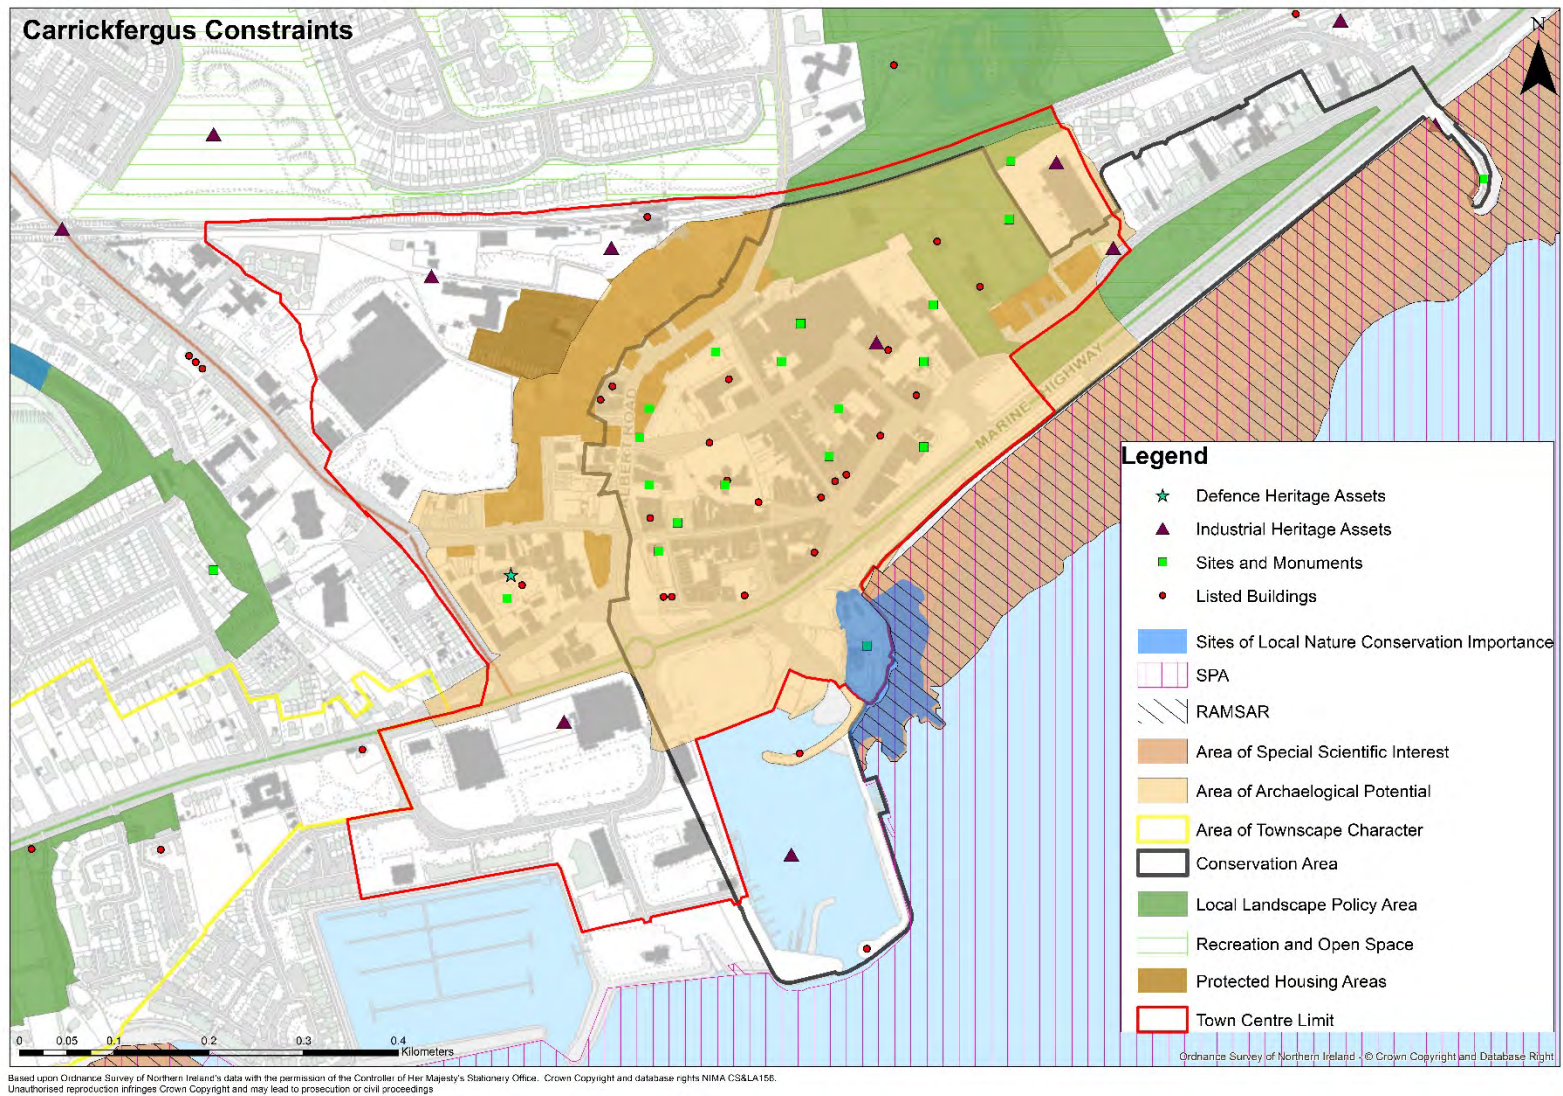 Carrickfergus Constraints
N
MARINE HIGHWAY
Legend
Defence Heritage Assets
Industrial Heritage Assets
Sites and Monuments
Listed Buildings
Sites of Local Nature Conservation Importance
SPA
RAMSAR
Area of Special Scientific Interest
Area of Archaelogical Potential
Area of Townscape Character
Conservation Area
Local Landscape Policy Area
Recreation and Open Space
Protected Housing Areas
Town Centre Limit
0 0.05 0.1 0.2 0.3 0.4
Kilometers
Ordnance Survey of Northern Ireland - © Crown Copyright and Database Right
Based upon Ordnance Survey of Northern Ireland's data with the permission of the Controller of Her Majesty's Stationery Office. Crown Copyright and database rights NIMA CS&LA156.
Unauthorised reproduction infringes Crown Copyright and may lead to prosecution or civil proceedings